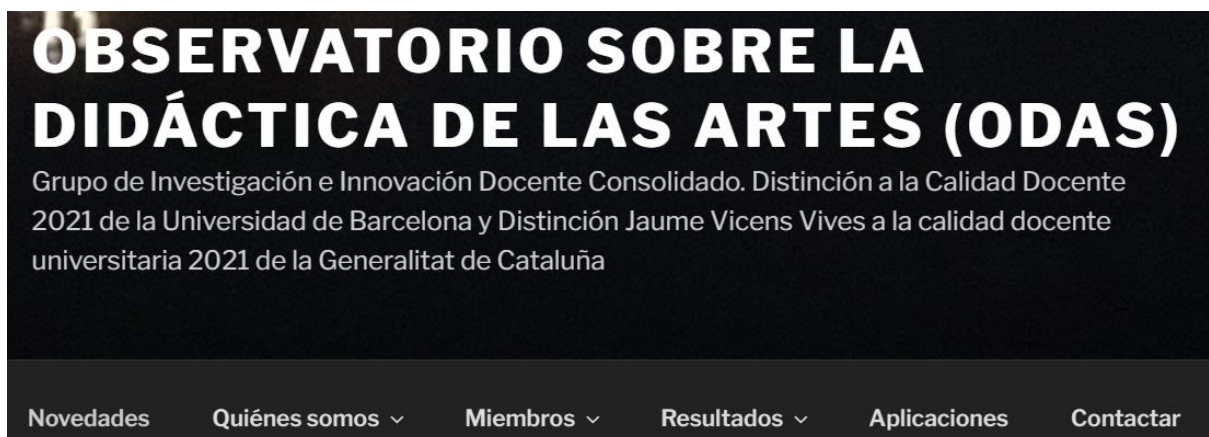 OBSERVATORIO SOBRE LA
DIDÁCTICA DE LAS ARTES (ODAS)
Grupo de Investigación e Innovación Docente Consolidado. Distinción a la Calidad Docente
2021 de la Universidad de Barcelona y Distinción Jaume Vicens Vives a la calidad docente
universitaria 2021 de la Generalitat de Cataluña
Novedades Quiénes somos Miembros Resultados Aplicaciones Contactar